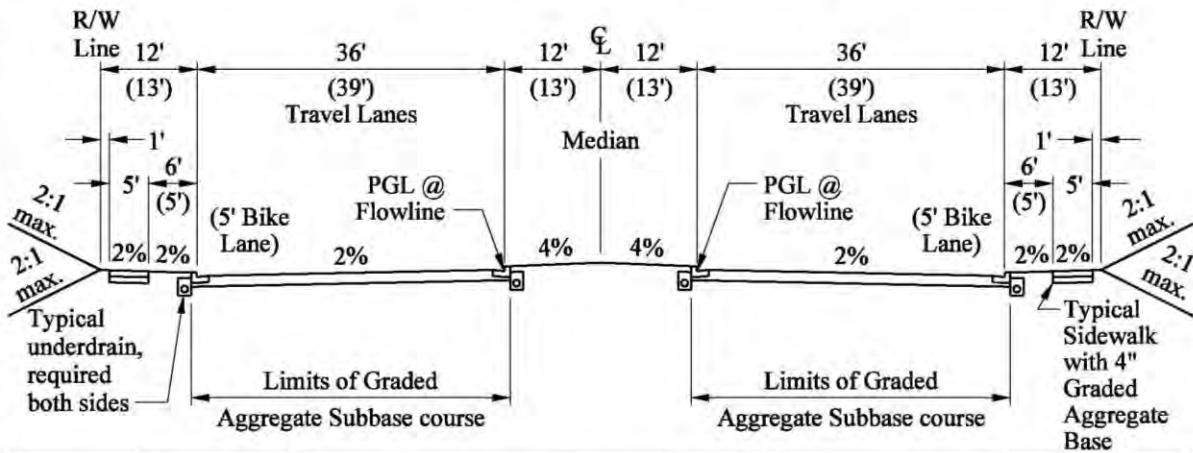 R/W
Line
12'
(13')
36'
(39')
Travel Lanes
12'
(13')
℄
12'
(13')
Median
36'
(39')
Travel Lanes
R/W
Line
12'
(13')
1'
5'
6'
(5')
(5' Bike
Lane)
PGL @
Flowline
PGL @
Flowline
(5' Bike
Lane)
1'
6'
(5')
5'
2:1
max.
2:1
max.
2%
2%
2%
4%
4%
2%
2%
2%
2:1
max.
2:1
max.
Typical
underdrain,
required
both sides
Limits of Graded
Aggregate Subbase course
Limits of Graded
Aggregate Subbase course
Typical
Sidewalk
with 4"
Graded
Aggregate
Base